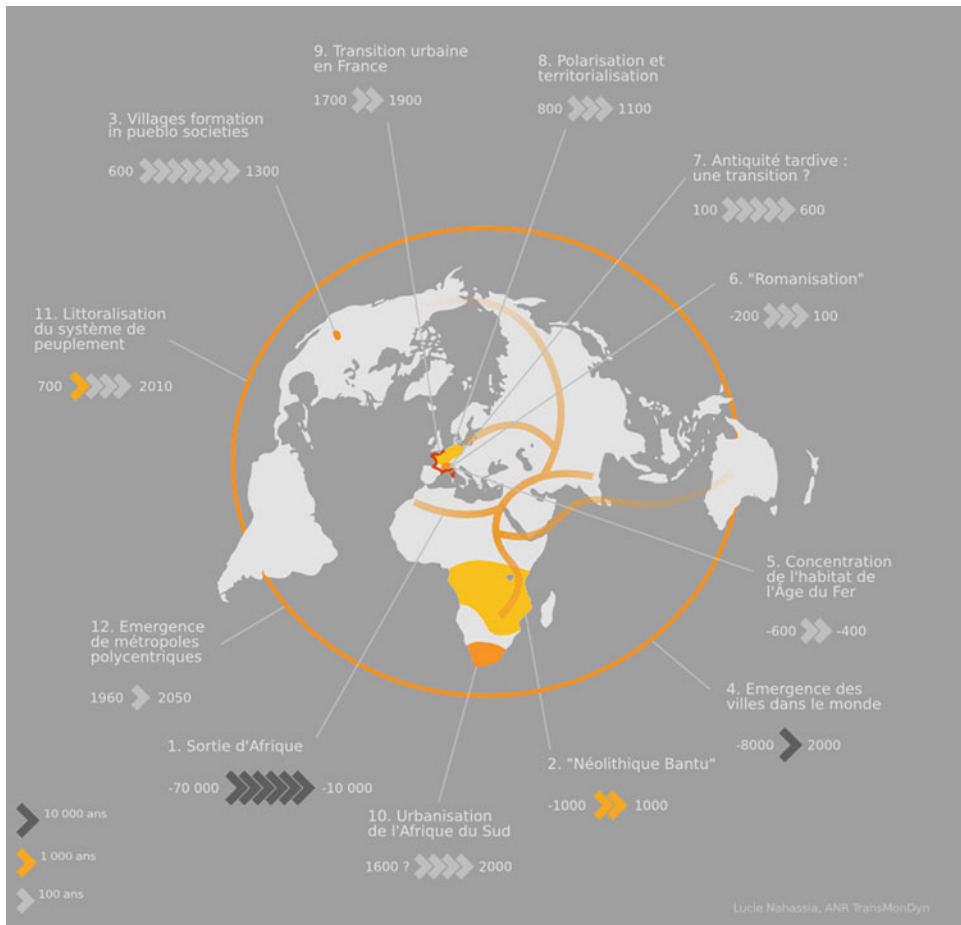 9. Transition urbaine
en France
1700 1900
8. Polarisation et
territorialisation
800 1100
3. Villages formation
in pueblo societies
600 1300
7. Antiquité tardive :
une transition ?
100 600
6. "Romanisation"
-200 100
11. Littoralisation
du système de
peuplement
700 2010
5. Concentration
de l'habitat de
l'Âge du Fer
-600 -400
12. Emergence
de métropoles
polycentriques
1960 2050
4. Emergence des
villes dans le monde
-8000 2000
1. Sortie d'Afrique
-70 000 -10 000
2. "Néolithique Bantu"
-1000 1000
10. Urbanisation
de l'Afrique du Sud
1600 ? 2000
10 000 ans
1 000 ans
100 ans
Lucie Nahassia, ANR TransMonDyn